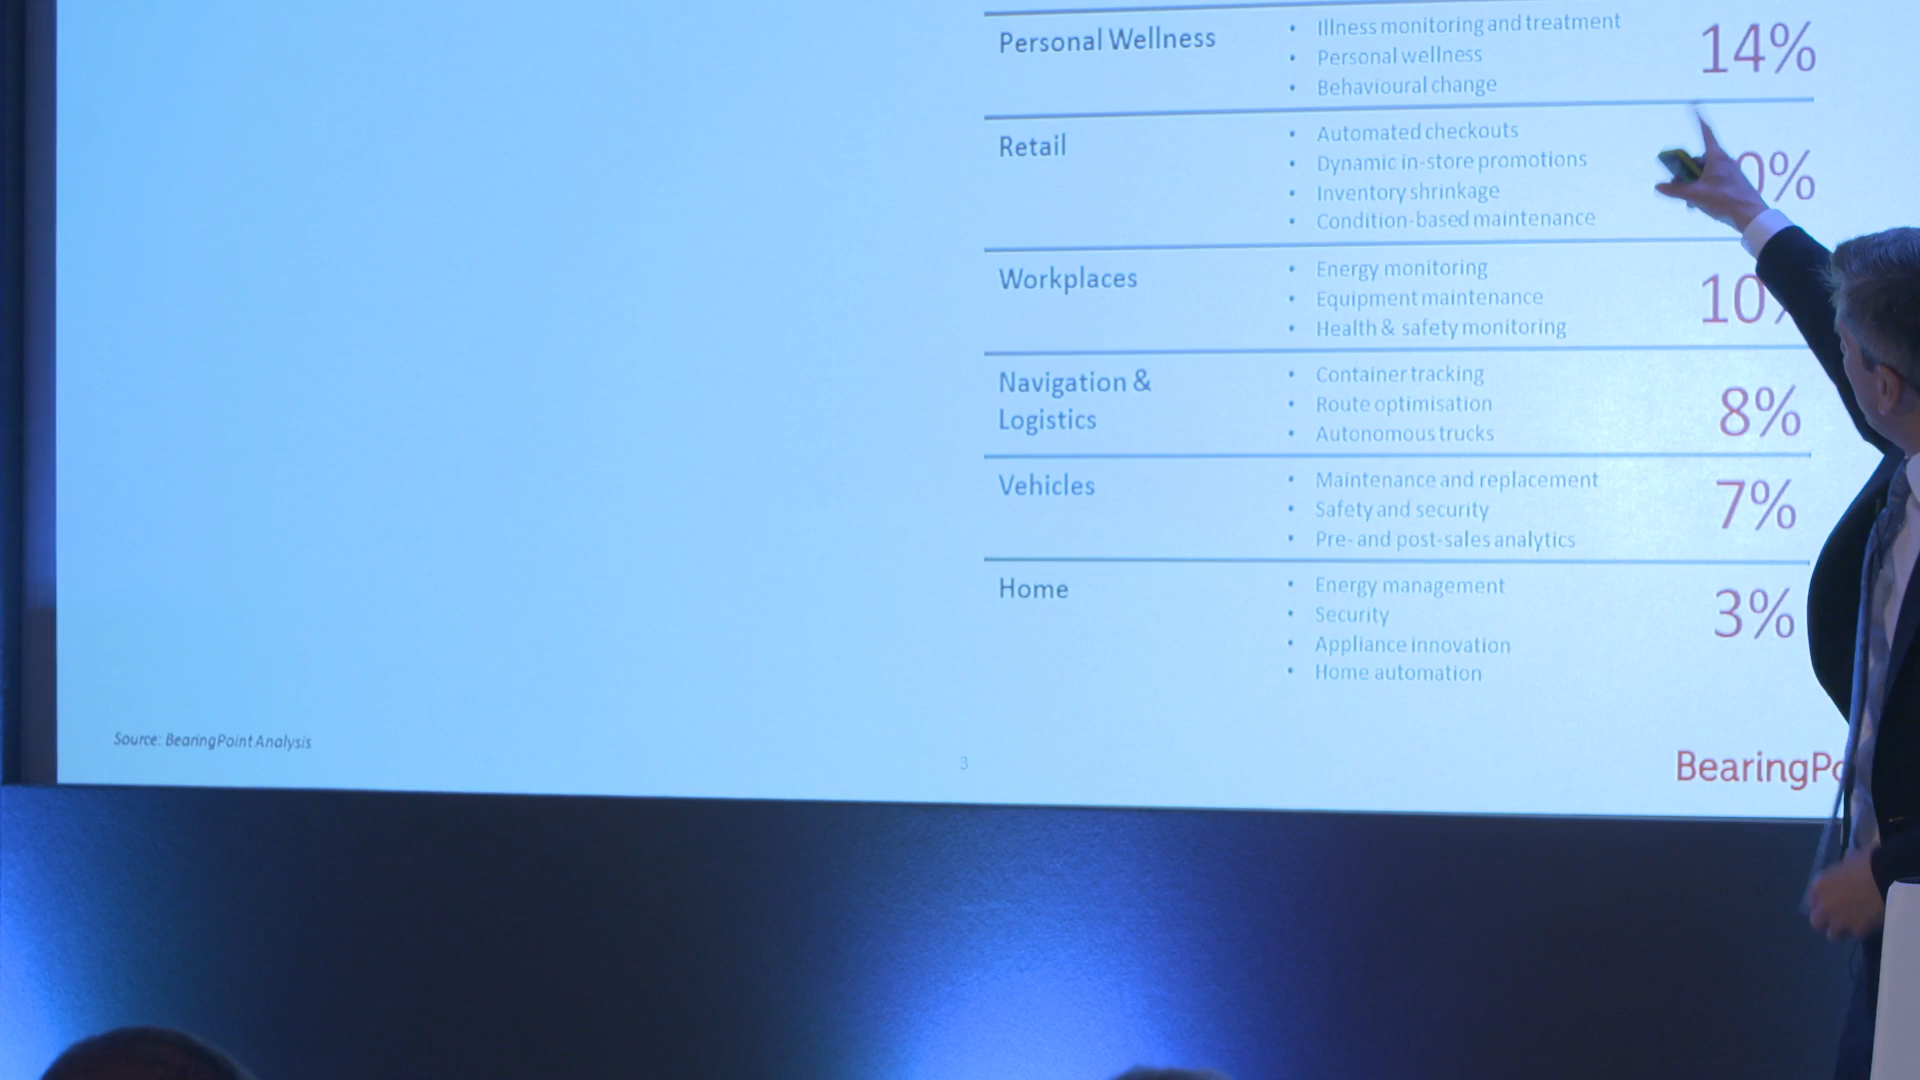 Personal Wellness
• Illness monitoring and treatment
• Personal wellness
• Behavioural change
14%
Retail
• Automated checkouts
• Dynamic in-store promotions
• Inventory shrinkage
• Condition-based maintenance
0%
Workplaces
• Energy monitoring
• Equipment maintenance
• Health & safety monitoring
10%
Navigation &
Logistics
• Container tracking
• Route optimisation
• Autonomous trucks
8%
Vehicles
• Maintenance and replacement
• Safety and security
• Pre- and post-sales analytics
7%
Home
• Energy management
• Security
• Appliance innovation
• Home automation
3%
Source: BearingPoint Analysis
3
BearingPo